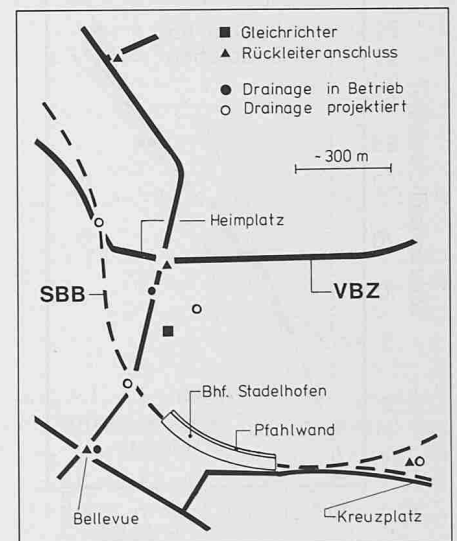 Gleichrichter
Rückleiteranschluss
Drainage in Betrieb
Drainage projektiert
~300 m
Heimplatz
SBB
VBZ
Bhf. Stadelhofen
Pfahlwand
Bellevue
Kreuzplatz